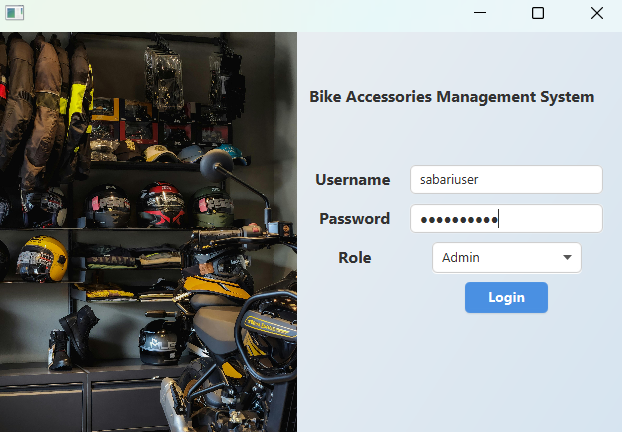 Bike Accessories Management System
Username
sabariuser
Password
●●●●●●●●●●
Role
Admin
Login